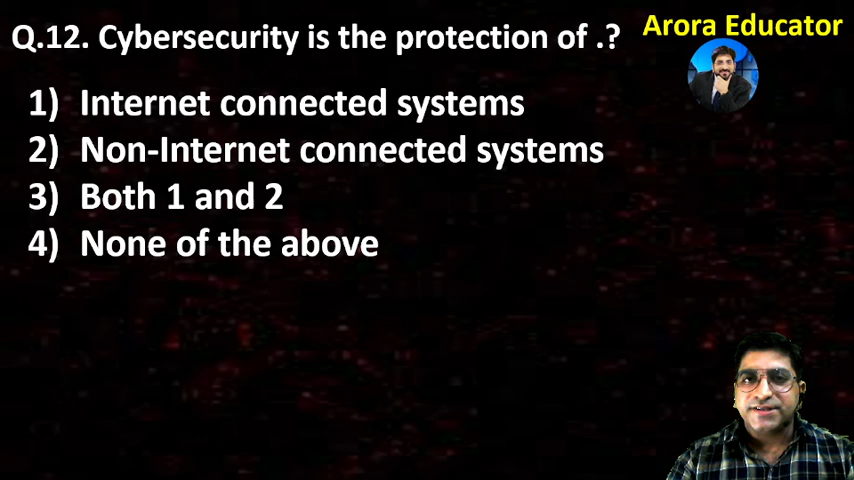 Q.12. Cybersecurity is the protection of .?
Arora Educator
1) Internet connected systems
2) Non-Internet connected systems
3) Both 1 and 2
4) None of the above